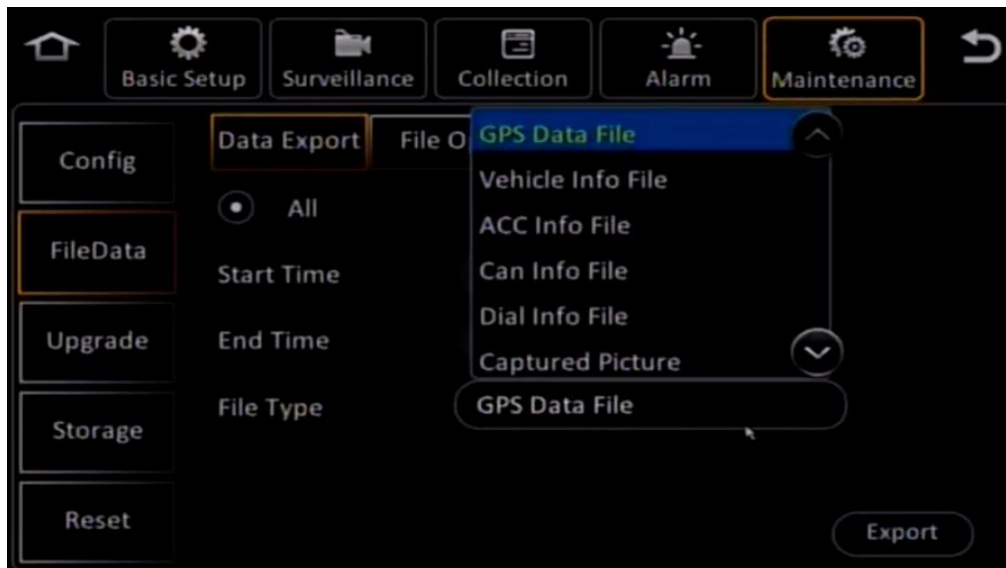 Basic Setup
Surveillance
Collection
Alarm
Maintenance
Config
FileData
Upgrade
Storage
Reset
Data Export
File O
All
Start Time
End Time
File Type
GPS Data File
Vehicle Info File
ACC Info File
Can Info File
Dial Info File
Captured Picture
GPS Data File
Export